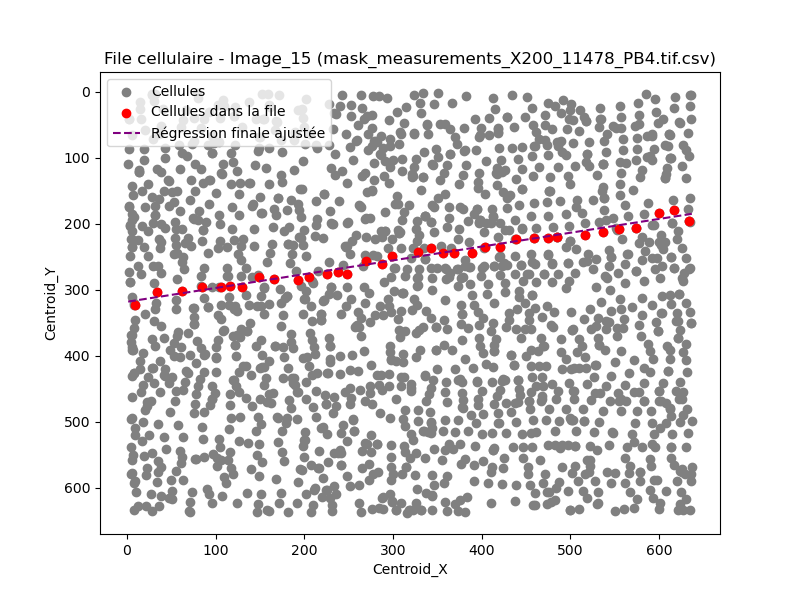 File cellulaire - Image_15 (mask_measurements_X200_11478_PB4.tif.csv)
Cellules
Cellules dans la file
Régression finale ajustée
0
100
200
300
400
500
600
Centroid_Y
0 100 200 300 400 500 600
Centroid_X